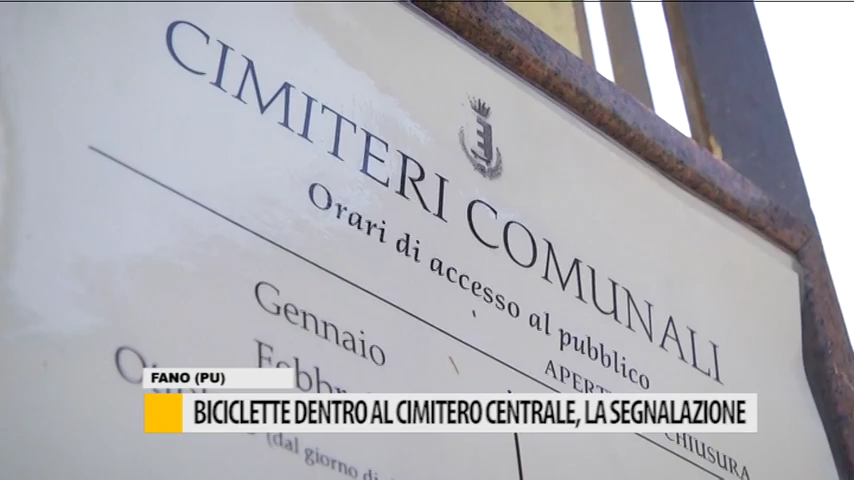 CIMITERI COMUNALI
Orari di accesso al pubblico
Gennaio
CHIUSURA
(dal giorno di
FANO (PU)
BICICLETTE DENTRO AL CIMITERO CENTRALE, LA SEGNALAZIONE